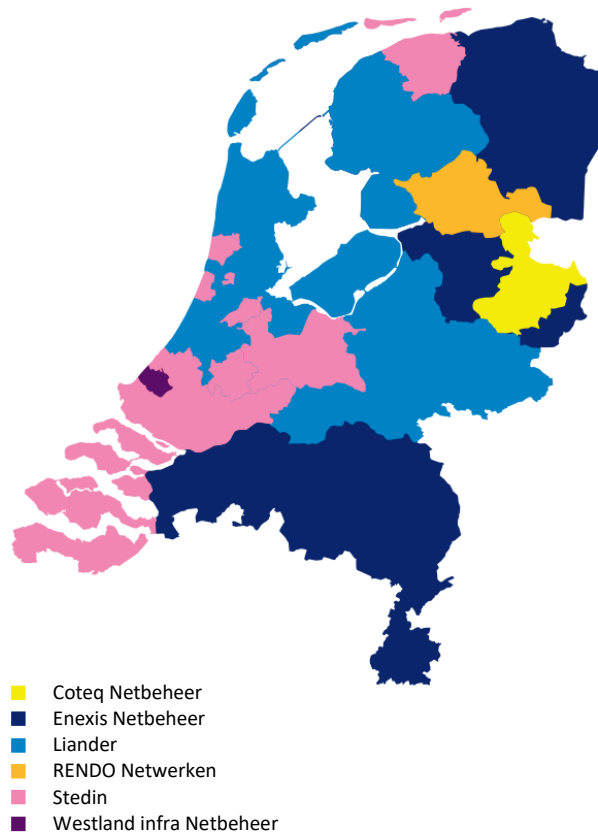 Coteq Netbeheer
Enexis Netbeheer
Liander
RENDO Netwerken
Stedin
Westland infra Netbeheer